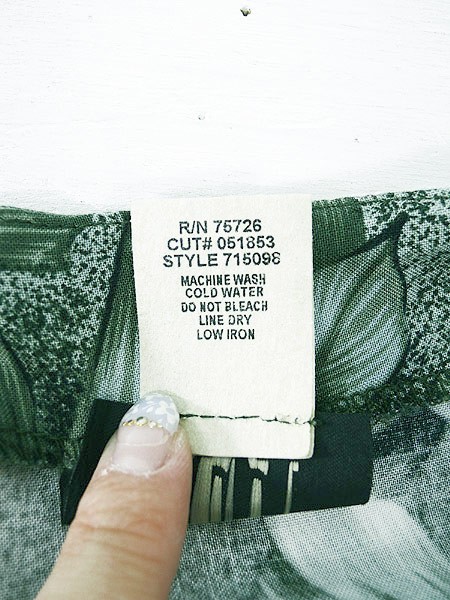 R/N 75726
CUT# 051853
STYLE 715098
MACHINE WASH
COLD WATER
DO NOT BLEACH
LINE DRY
LOW IRON